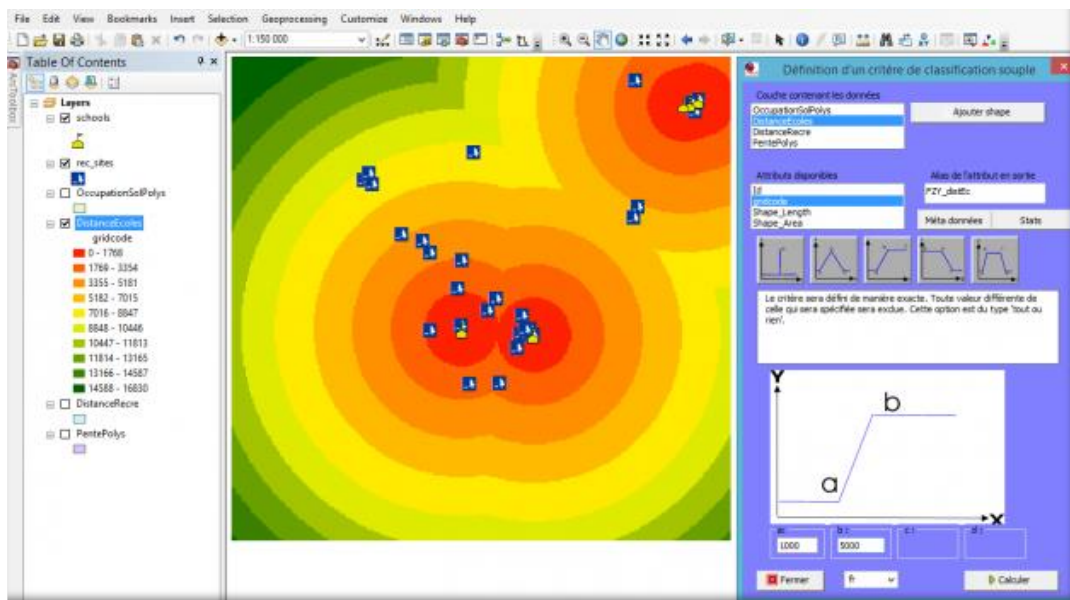 File Edit View Bookmarks Insert Selection Geoprocessing Customize Windows Help
1:150 000
Table Of Contents
ArcToolbox
Layers
schools
rec_sites
OccupationSolPolys
DistanceEcoles
gridcode
0 - 1768
1769 - 3354
3355 - 5181
5182 - 7015
7016 - 8847
8848 - 10446
10447 - 11813
11814 - 13165
13166 - 14587
14588 - 16830
DistanceRecre
PentePolys
Définition d'un critère de classification souple
Couche contenant les données
OccupationSolPolys
DistanceEcoles
DistanceRecre
PentePolys
Ajouter shape
Attributs disponibles
Id
gridcode
Shape_Length
Shape_Area
Alias de l'attribut en sortie
FZY_distEc
Méta données
Stats
Le critère sera défini de manière exacte. Toute valeur différente de
celle qui sera spécifiée sera exclue. Cette option est du type 'tout ou
rien'.
Y
b
a
X
a: b : c : d :
1000 5000
Fermer
fr
Calculer